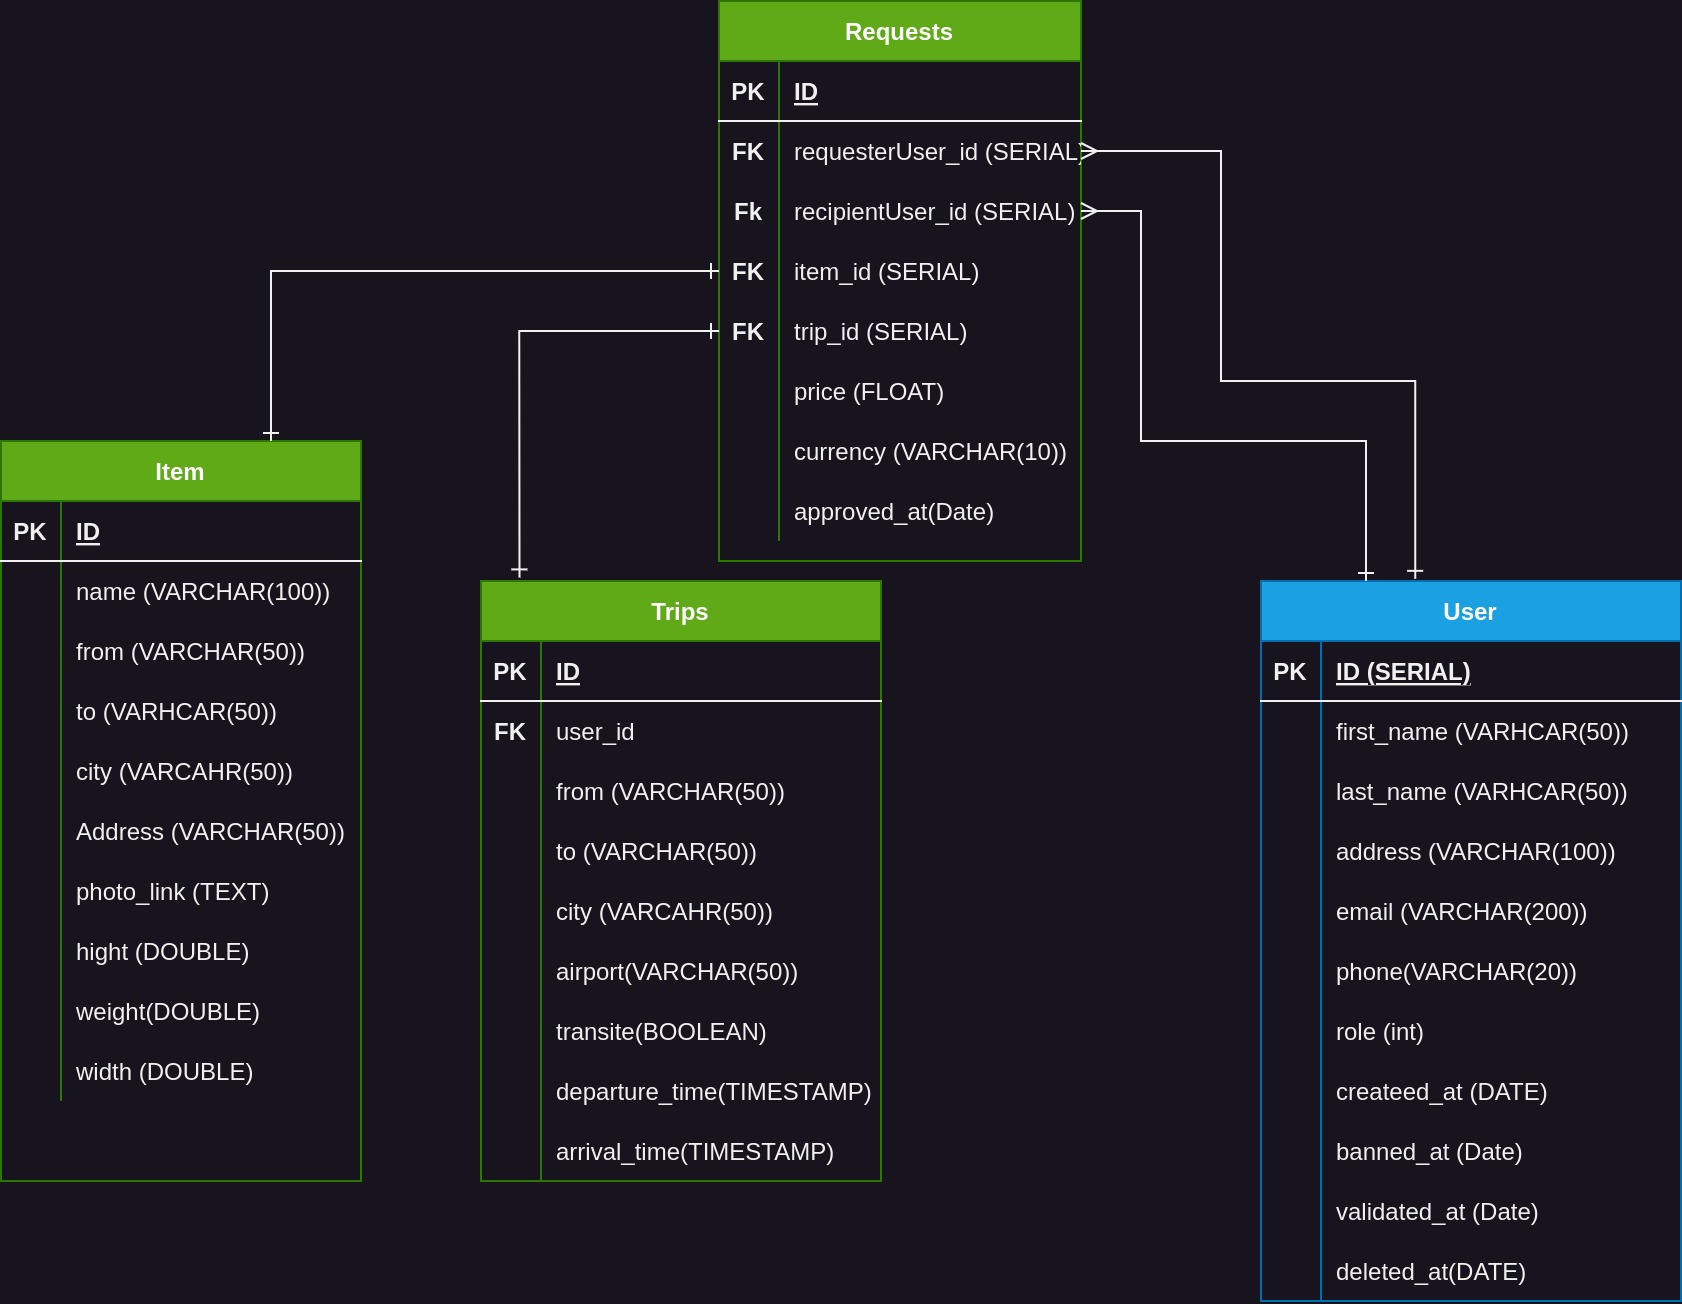 Requests
PK ID
FK requesterUser_id (SERIAL)
Fk recipientUser_id (SERIAL)
FK item_id (SERIAL)
FK trip_id (SERIAL)
price (FLOAT)
currency (VARCHAR(10))
approved_at(Date)
Item
PK ID
name (VARCHAR(100))
from (VARCHAR(50))
to (VARHCAR(50))
city (VARCAHR(50))
Address (VARCHAR(50))
photo_link (TEXT)
hight (DOUBLE)
weight(DOUBLE)
width (DOUBLE)
Trips
PK ID
FK user_id
from (VARCHAR(50))
to (VARCHAR(50))
city (VARCAHR(50))
airport(VARCHAR(50))
transite(BOOLEAN)
departure_time(TIMESTAMP)
arrival_time(TIMESTAMP)
User
PK ID (SERIAL)
first_name (VARHCAR(50))
last_name (VARHCAR(50))
address (VARCHAR(100))
email (VARCHAR(200))
phone(VARCHAR(20))
role (int)
createed_at (DATE)
banned_at (Date)
validated_at (Date)
deleted_at(DATE)